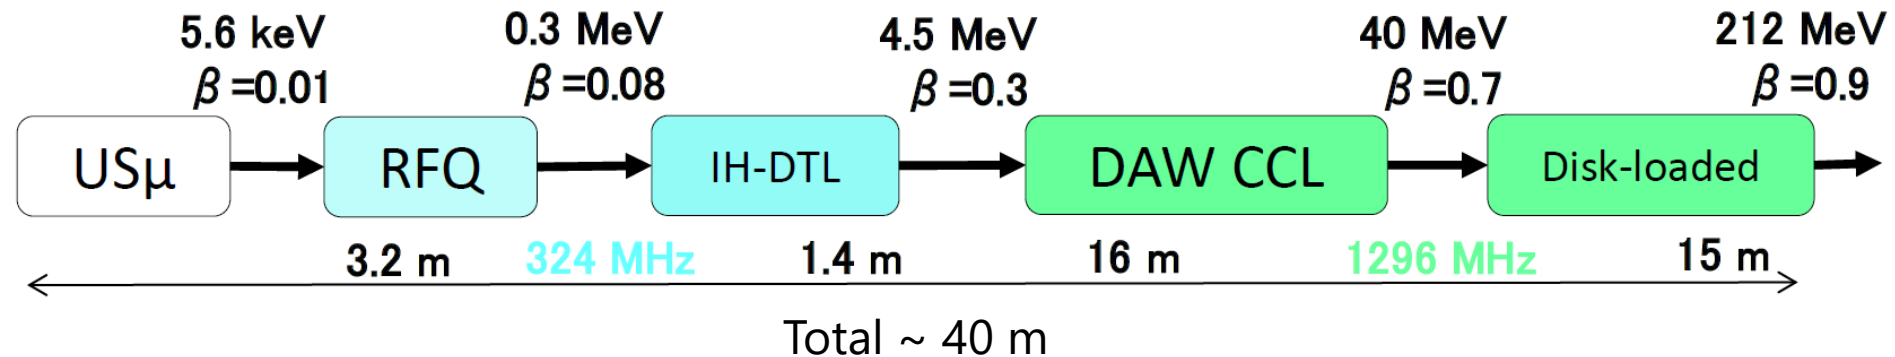 5.6 keV
β=0.01
0.3 MeV
β=0.08
4.5 MeV
β=0.3
40 MeV
β=0.7
212 MeV
β=0.9
USμ
RFQ
IH-DTL
DAW CCL
Disk-loaded
3.2 m
324 MHz
1.4 m
16 m
1296 MHz
15 m
Total ~ 40 m